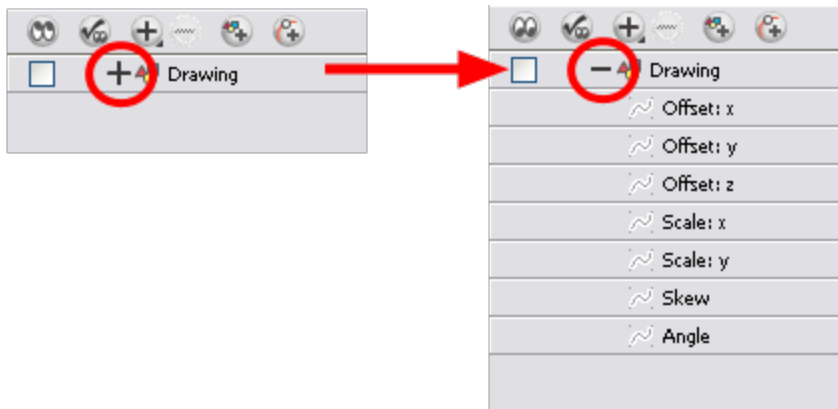 Drawing
Drawing
Offset: x
Offset: y
Offset: z
Scale: x
Scale: y
Skew
Angle